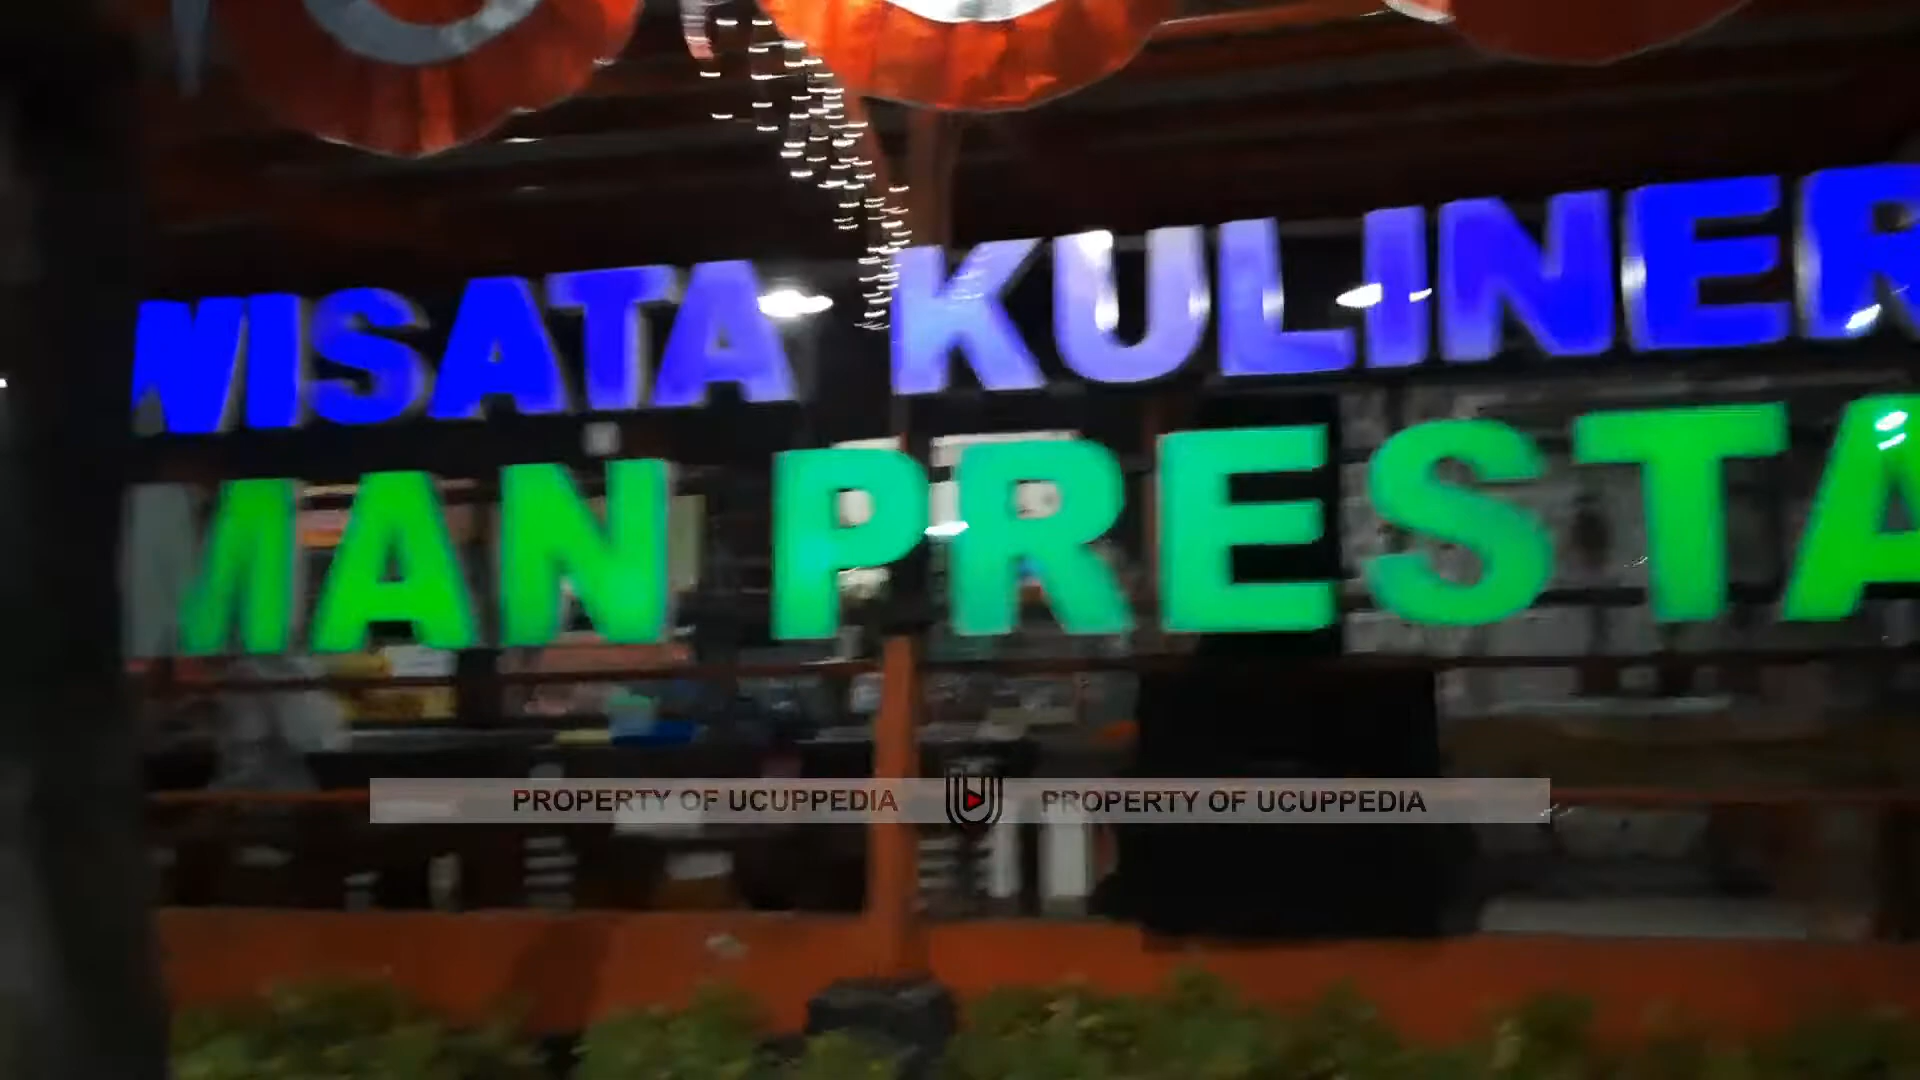 WISATA KULINER
MAN PRESTA
PROPERTY OF UCUPPEDIA PROPERTY OF UCUPPEDIA